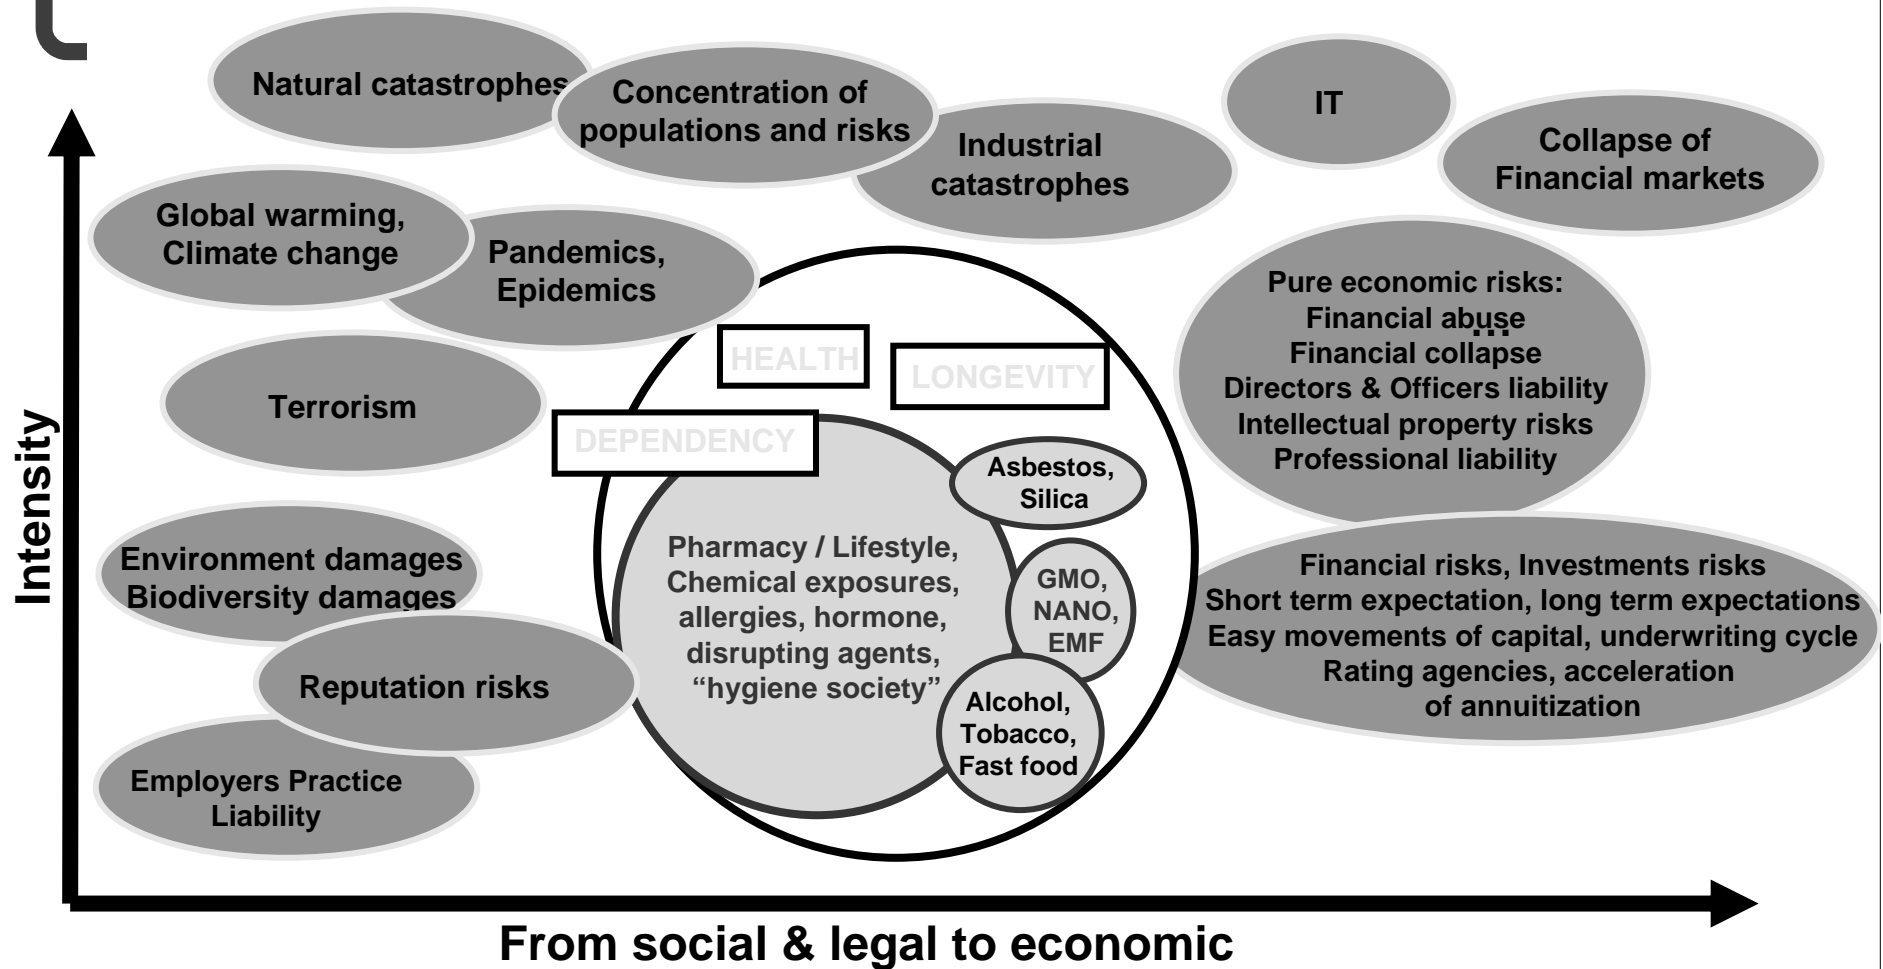 Natural catastrophes
Concentration of
populations and risks
Industrial
catastrophes
IT
Collapse of
Financial markets
Global warming,
Climate change
Pandemics,
Epidemics
Pure economic risks:
Financial abuse
...
Financial collapse
Directors & Officers liability
Intellectual property risks
Professional liability
HEALTH
LONGEVITY
DEPENDENCY
Terrorism
Asbestos,
Silica
Environment damages
Biodiversity damages
Pharmacy / Lifestyle,
Chemical exposures,
allergies, hormone,
disrupting agents,
“hygiene society”
GMO,
NANO,
EMF
Financial risks, Investments risks
Short term expectation, long term expectations
Easy movements of capital, underwriting cycle
Rating agencies, acceleration
of annuitization
Reputation risks
Alcohol,
Tobacco,
Fast food
Employers Practice
Liability
Intensity
From social & legal to economic